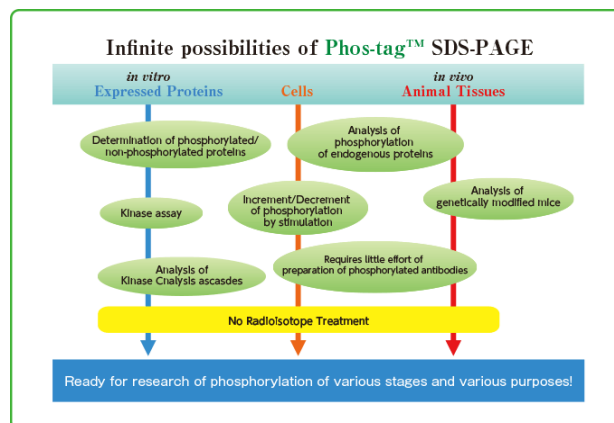 Infinite possibilities of Phos-tag™ SDS-PAGE
in vitro
Expressed Proteins
Cells
in vivo
Animal Tissues
Determination of phosphorylated/
non-phosphorylated proteins
Analysis of
phosphorylation
of endogenous proteins
Kinase assay
Increment/Decrement
of phosphorylation
by stimulation
Analysis of
genetically modified mice
Analysis of
Kinase Cnalysis ascasdes
Requires little effort of
preparation of phosphorylated antibodies
No Radioïsotope Treatment
Ready for research of phosphorylation of various stages and various purposes!